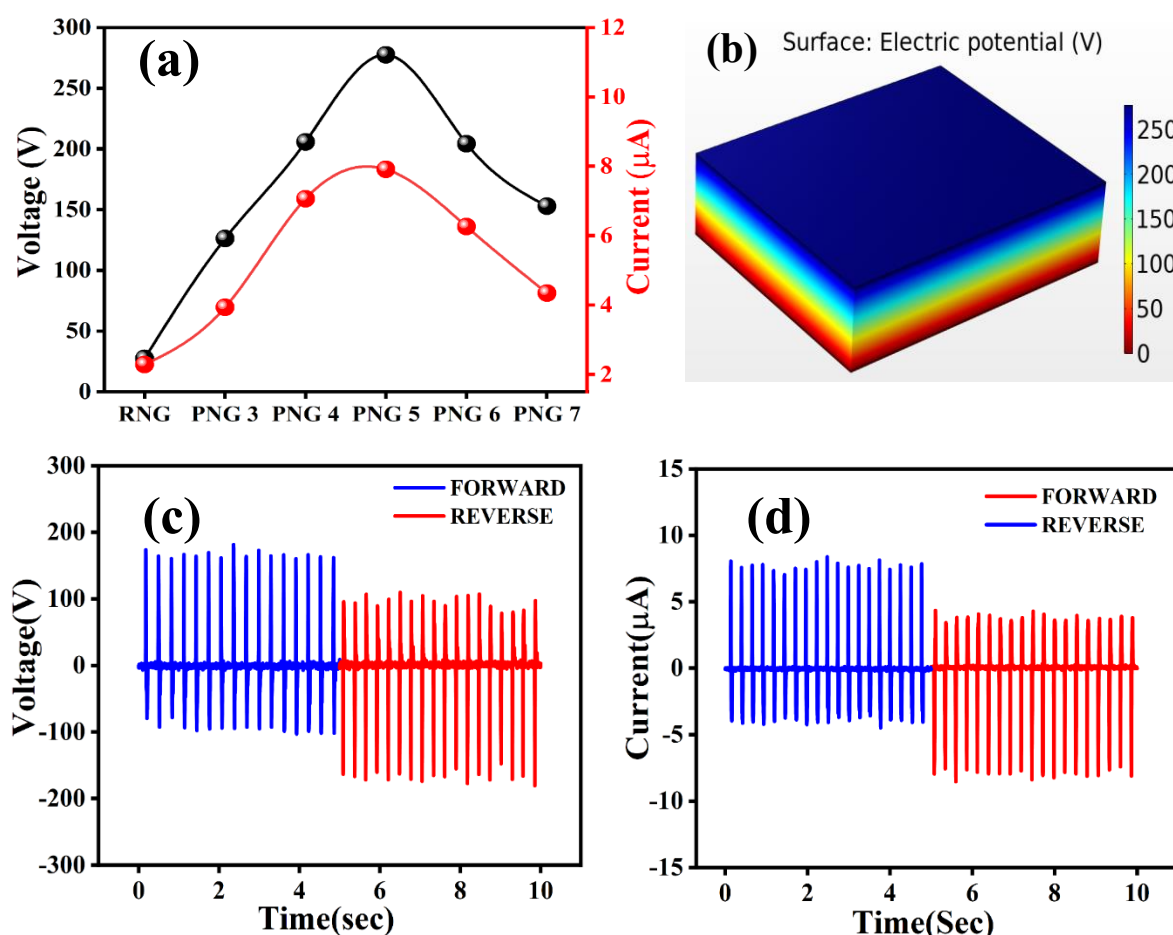 (a)
300
250
200
150
100
50
0
Voltage (V)
12
10
8
6
4
2
Current (μA)
RNG PNG 3 PNG 4 PNG 5 PNG 6 PNG 7
(b)
Surface: Electric potential (V)
250
200
150
100
50
0
(c)
FORWARD
REVERSE
300
200
100
0
-100
-200
-300
Voltage(V)
0 2 4 6 8 10
Time(sec)
(d)
FORWARD
REVERSE
15
10
5
0
-5
-10
-15
Current(μA)
0 2 4 6 8 10
Time(Sec)